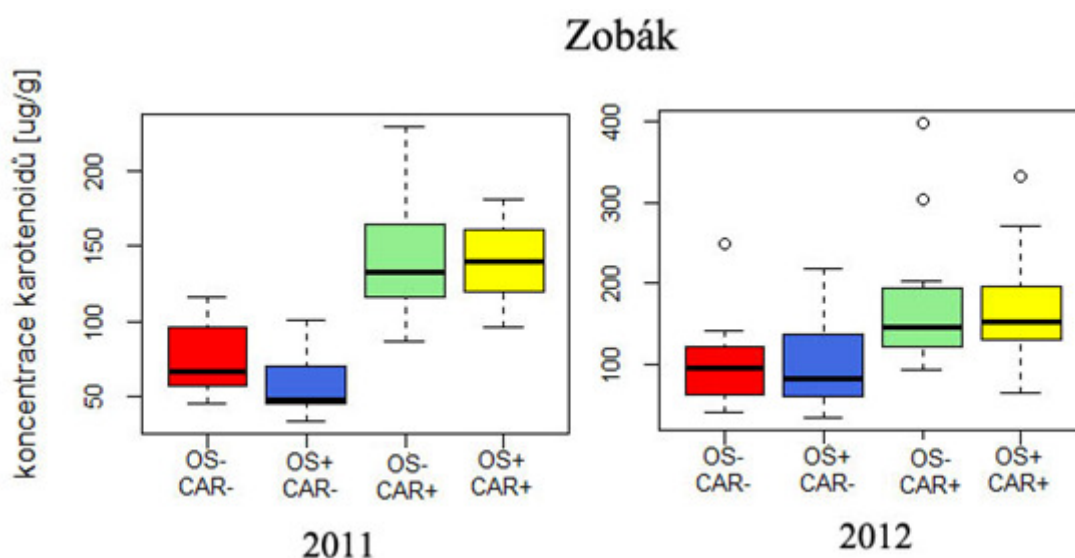 Zobák
koncentrace karotenoidů [ug/g]
200
150
100
50
OS- OS+ OS- OS+
CAR- CAR- CAR+ CAR+
2011
400
300
200
100
OS- OS+ OS- OS+
CAR- CAR- CAR+ CAR+
2012